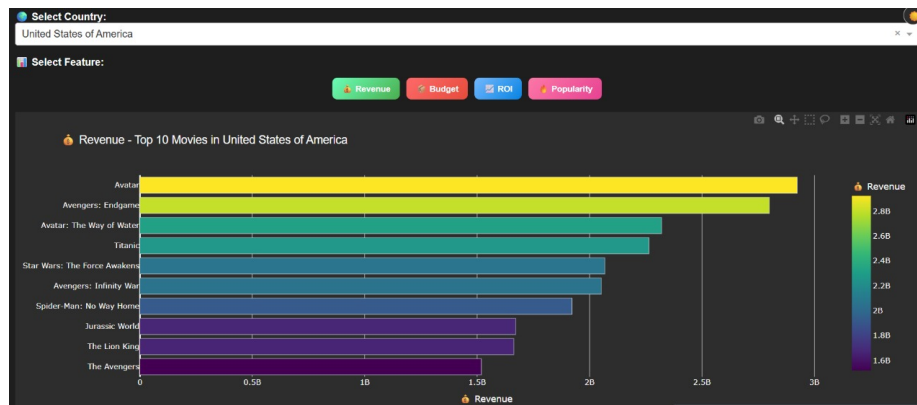 Select Country:
United States of America
Select Feature:
Revenue
Budget
ROI
Popularity
Revenue - Top 10 Movies in United States of America
Avatar
Avengers: Endgame
Avatar: The Way of Water
Titanic
Star Wars: The Force Awakens
Avengers: Infinity War
Spider-Man: No Way Home
Jurassic World
The Lion King
The Avengers
0
0.5B
1B
1.5B
2B
2.5B
3B
Revenue
Revenue
2.8B
2.6B
2.4B
2.2B
2B
1.8B
1.6B